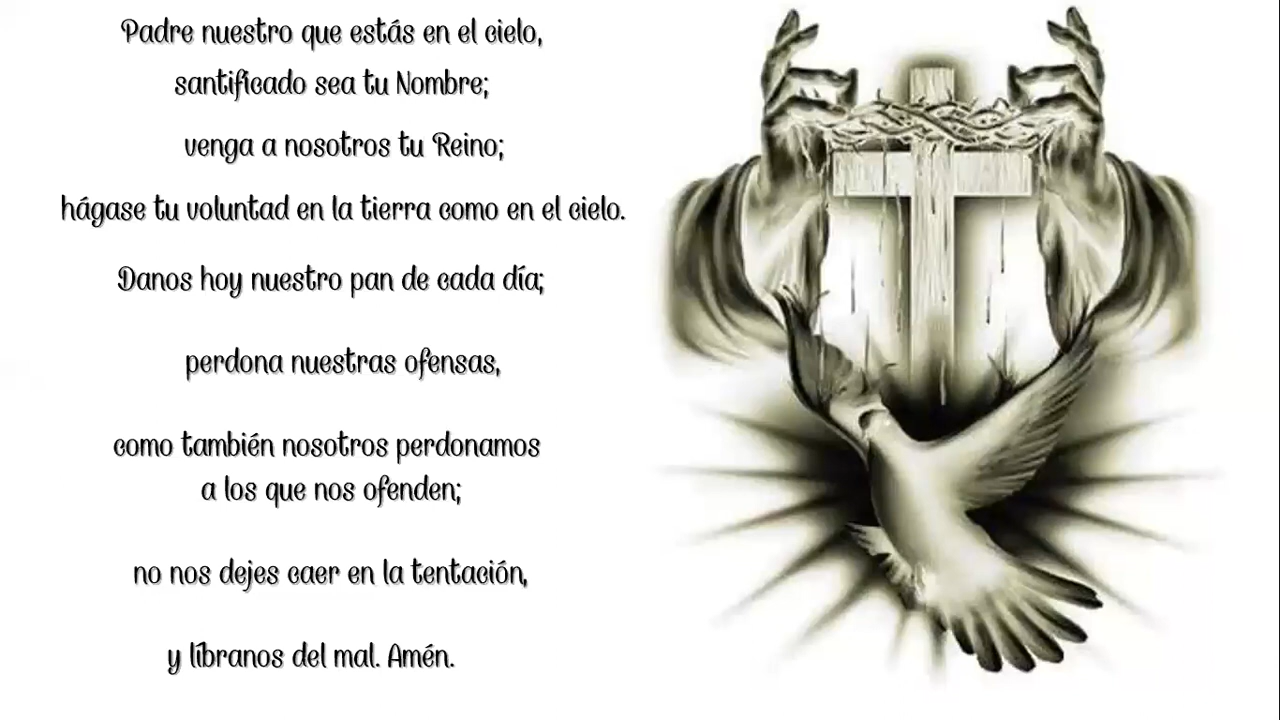 Padre nuestro que estás en el cielo,
santificado sea tu Nombre;
venga a nosotros tu Reino;
hágase tu voluntad en la tierra como en el cielo.
Danos hoy nuestro pan de cada día;
perdona nuestras ofensas,
como también nosotros perdonamos
a los que nos ofenden;
no nos dejes caer en la tentación,
y líbranos del mal. Amén.